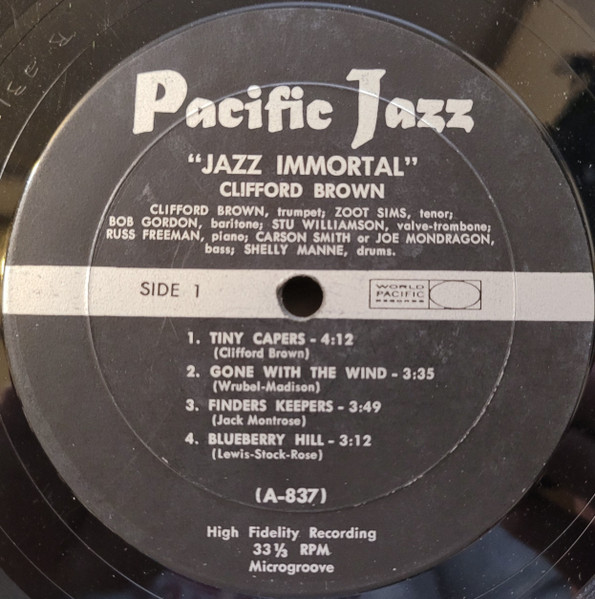 Pacific Jazz
"JAZZ IMMORTAL"
CLIFFORD BROWN
CLIFFORD BROWN, trumpet; ZOOT SIMS, tenor;
BOB GORDON, baritone; STU WILLIAMSON, valve-trombone;
RUSS FREEMAN, piano; CARSON SMITH or JOE MONDRAGON,
bass; SHELLY MANNE, drums.
SIDE 1
WORLD
PACIFIC
RECORDS
1. TINY CAPERS - 4:12
(Clifford Brown)
2. GONE WITH THE WIND - 3:35
(Wrubel-Madison)
3. FINDERS KEEPERS - 3:49
(Jack Montrose)
4. BLUEBERRY HILL - 3:12
(Lewis-Stock-Rose)
(A-837)
High Fidelity Recording
33⅓ RPM
Microgroove